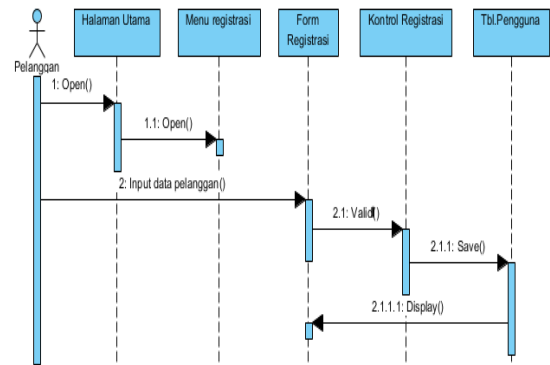 Halaman Utama
Menu registrasi
Form
Registrasi
Kontrol Registrasi
Tbl.Pengguna
Pelanggan
1: Open()
1.1: Open()
2: Input data pelanggan()
2.1: Valid()
2.1.1: Save()
2.1.1.1: Display()